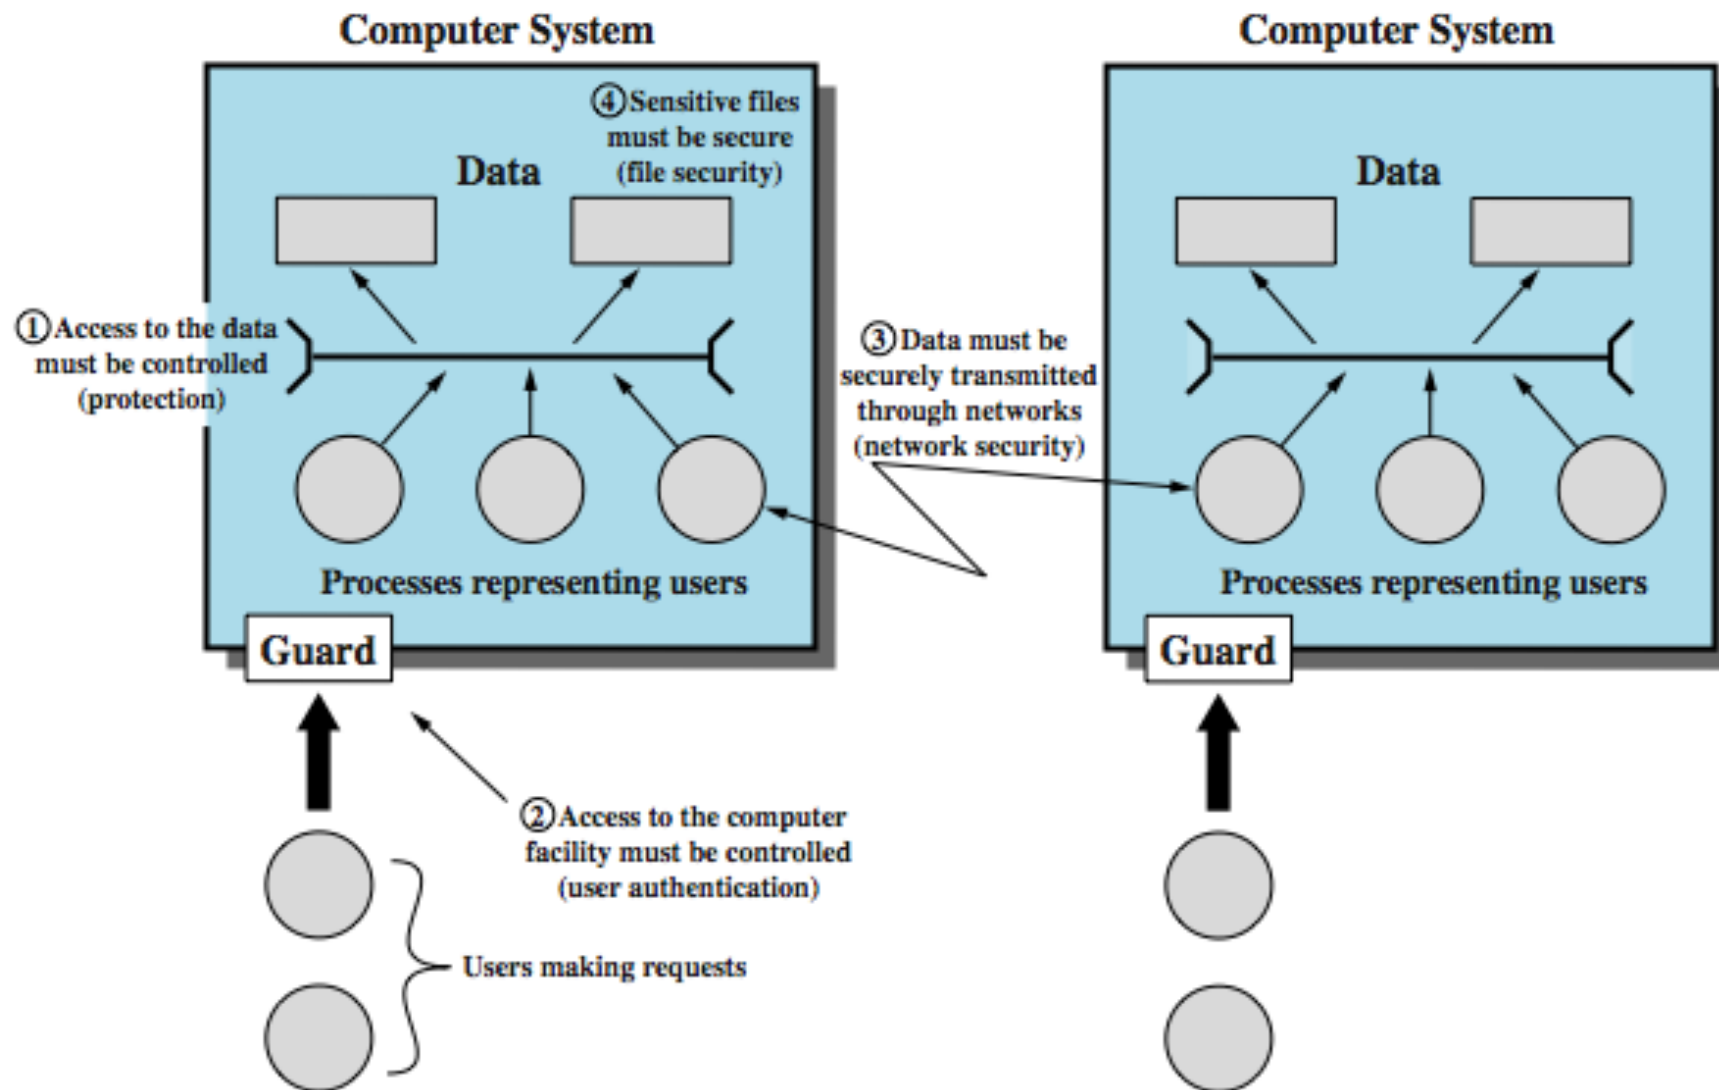 Computer System
④Sensitive files
must be secure
(file security)
Data
①Access to the data
must be controlled
(protection)
Processes representing users
Guard
②Access to the computer
facility must be controlled
(user authentication)
Users making requests
③Data must be
securely transmitted
through networks
(network security)
Computer System
Data
Processes representing users
Guard